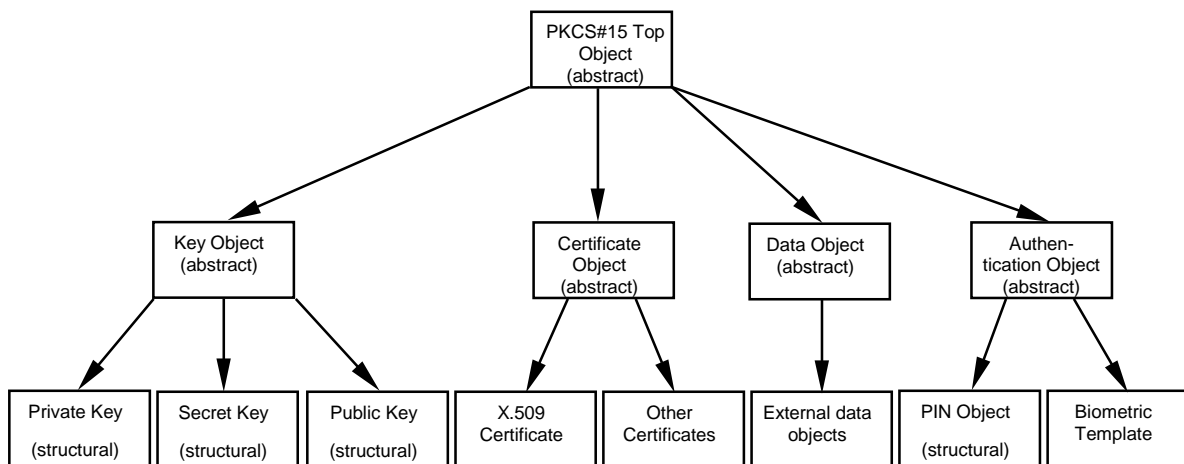 PKCS#15 Top
Object
(abstract)
Key Object
(abstract)
Certificate
Object
(abstract)
Data Object
(abstract)
Authen-
tication Object
(abstract)
Private Key
(structural)
Secret Key
(structural)
Public Key
(structural)
X.509
Certificate
Other
Certificates
External data
objects
PIN Object
(structural)
Biometric
Template